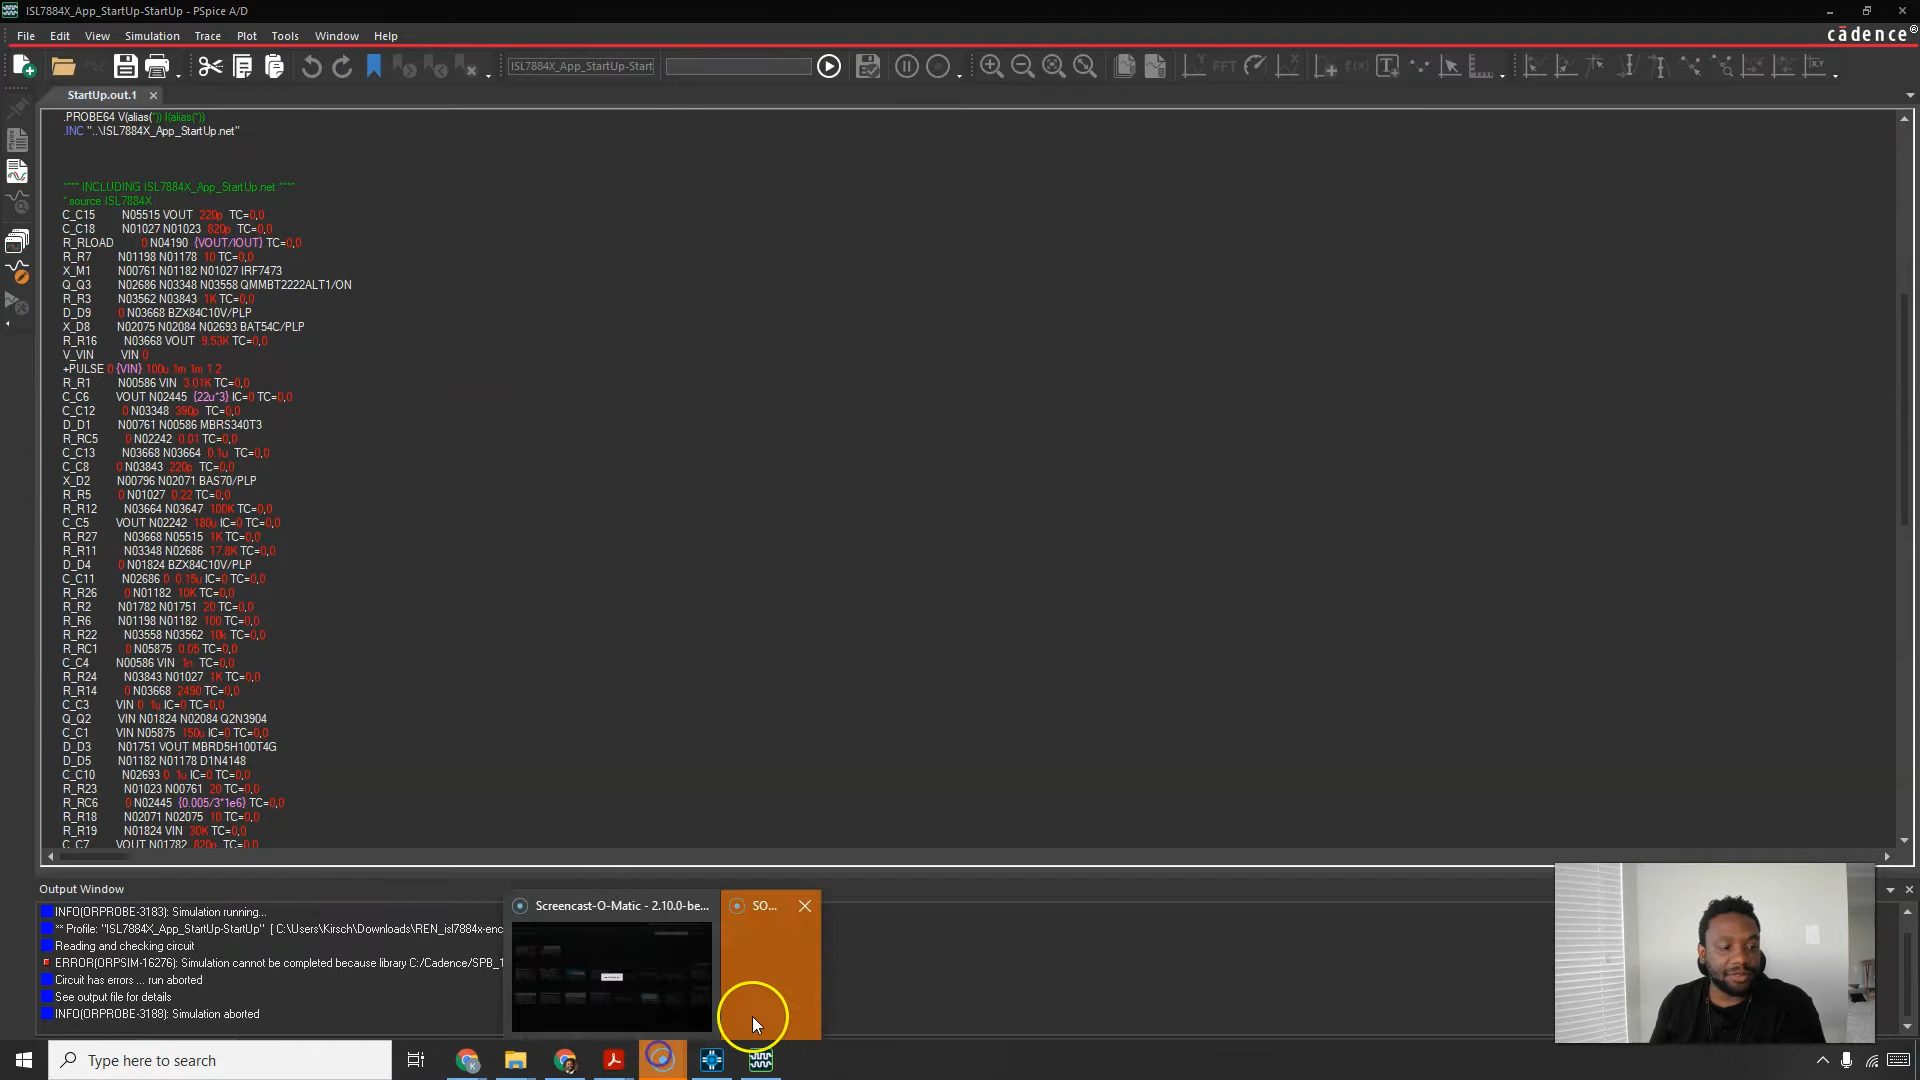 ISL7884X_App_StartUp-StartUp - PSpice A/D
File Edit View Simulation Trace Plot Tools Window Help
cādence®
ISL7884X_App_StartUp-Start
StartUp.out.1
.PROBE64 V(alias(*)) I(alias(*))
.INC "..\ISL7884X_App_StartUp.net"
**** INCLUDING ISL7884X_App_StartUp.net ****
* source ISL7884X
C_C15 N05515 VOUT 220p TC=0,0
C_C18 N01027 N01023 820p TC=0,0
R_RLOAD 0 N04190 {VOUT/IOUT} TC=0,0
R_R7 N01198 N01178 10 TC=0,0
X_M1 N00761 N01182 N01027 IRF7473
Q_Q3 N02686 N03348 N03558 QMMBT2222ALT1/ON
R_R3 N03562 N03843 1K TC=0,0
D_D9 0 N03668 BZX84C10V/PLP
X_D8 N02075 N02084 N02693 BAT54C/PLP
R_R16 N03668 VOUT 9.53K TC=0,0
V_VIN VIN 0
+PULSE 0 {VIN} 100u 1m 1m 1 2
R_R1 N00586 VIN 3.01K TC=0,0
C_C6 VOUT N02445 {22u*3} IC=0 TC=0,0
C_C12 0 N03348 390p TC=0,0
D_D1 N00761 N00586 MBRS340T3
R_RC5 0 N02242 0.01 TC=0,0
C_C13 N03668 N03664 0.1u TC=0,0
C_C8 0 N03843 220p TC=0,0
X_D2 N00796 N02071 BAS70/PLP
R_R5 0 N01027 0.22 TC=0,0
R_R12 N03664 N03647 100K TC=0,0
C_C5 VOUT N02242 180u IC=0 TC=0,0
R_R27 N03668 N05515 1K TC=0,0
R_R11 N03348 N02686 17.8K TC=0,0
D_D4 0 N01824 BZX84C10V/PLP
C_C11 N02686 0 0.15u IC=0 TC=0,0
R_R26 0 N01182 10K TC=0,0
R_R2 N01782 N01751 20 TC=0,0
R_R6 N01198 N01182 100 TC=0,0
R_R22 N03558 N03562 10k TC=0,0
R_RC1 0 N05875 0.05 TC=0,0
C_C4 N00586 VIN 1n TC=0,0
R_R24 N03843 N01027 1K TC=0,0
R_R14 0 N03668 2490 TC=0,0
C_C3 VIN 0 1u IC=0 TC=0,0
Q_Q2 VIN N01824 N02084 Q2N3904
C_C1 VIN N05875 150u IC=0 TC=0,0
D_D3 N01751 VOUT MBRD5H100T4G
D_D5 N01182 N01178 D1N4148
C_C10 N02693 0 1u IC=0 TC=0,0
R_R23 N01023 N00761 20 TC=0,0
R_RC6 0 N02445 {0.005/3*1e6} TC=0,0
R_R18 N02071 N02075 10 TC=0,0
R_R19 N01824 VIN 30K TC=0,0
C_C7 VOUT N01782 820p TC=0,0
Output Window
INFO(ORPROBE-3183): Simulation running...
** Profile: "ISL7884X_App_StartUp-StartUp" [ C:\Users\Kirsch\Downloads\REN_isl7884x-enc
Reading and checking circuit
ERROR(ORPSIM-16276): Simulation cannot be completed because library C:/Cadence/SPB_1
Circuit has errors ... run aborted
See output file for details
INFO(ORPROBE-3188): Simulation aborted
Screencast-O-Matic - 2.10.0-be...
SO...
Type here to search